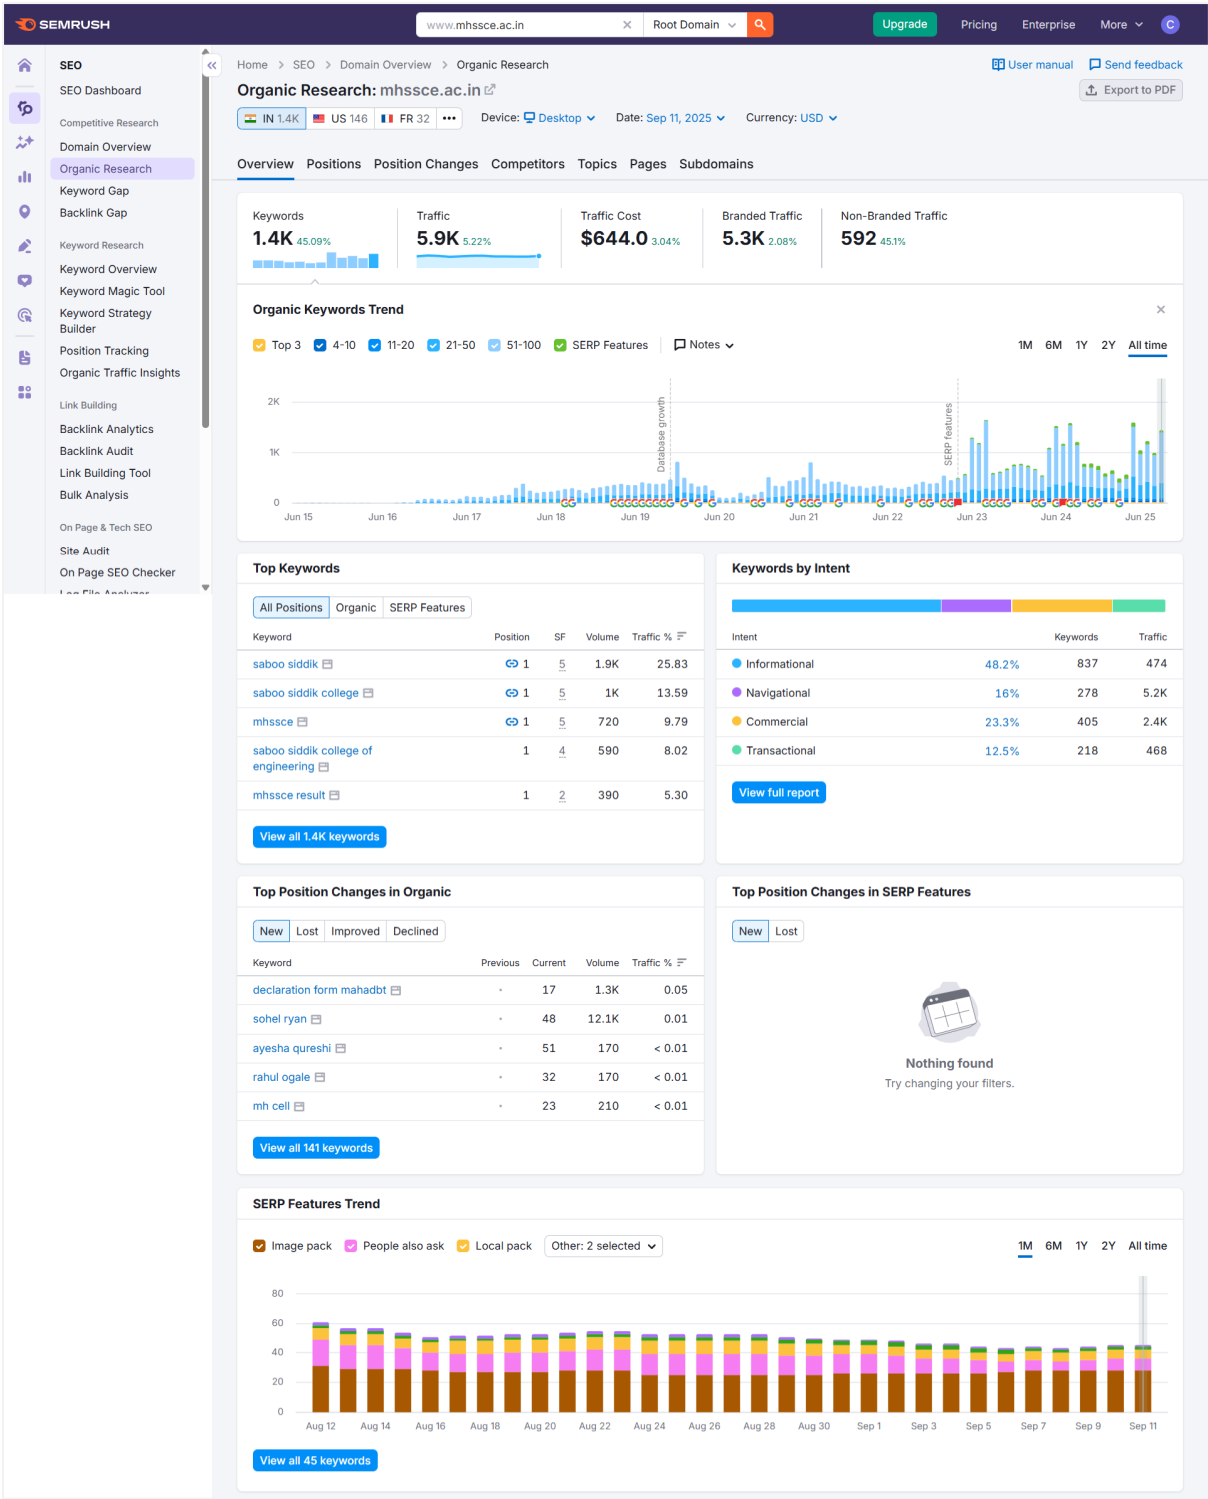 SEMRUSH
www.mhssce.ac.in
Root Domain
Upgrade
Pricing
Enterprise
More
C
SEO
SEO Dashboard
Competitive Research
Domain Overview
Organic Research
Keyword Gap
Backlink Gap
Keyword Research
Keyword Overview
Keyword Magic Tool
Keyword Strategy
Builder
Position Tracking
Organic Traffic Insights
Link Building
Backlink Analytics
Backlink Audit
Link Building Tool
Bulk Analysis
On Page & Tech SEO
Site Audit
On Page SEO Checker
Log File Analyzer
Home > SEO > Domain Overview > Organic Research
User manual
Send feedback
Organic Research: mhssce.ac.in
Export to PDF
IN 1.4K
US 146
FR 32
•••
Device: Desktop
Date: Sep 11, 2025
Currency: USD
Overview Positions Position Changes Competitors Topics Pages Subdomains
Keywords
1.4K 45.09%
Traffic
5.9K 5.22%
Traffic Cost
$644.0 3.04%
Branded Traffic
5.3K 2.08%
Non-Branded Traffic
592 45.1%
Organic Keywords Trend
Top 3 4-10 11-20 21-50 51-100 SERP Features Notes
1M 6M 1Y 2Y All time
2K
1K
0
Database growth
SERP features
Jun 15 Jun 16 Jun 17 Jun 18 Jun 19 Jun 20 Jun 21 Jun 22 Jun 23 Jun 24 Jun 25
Top Keywords
All Positions Organic SERP Features
Keyword Position SF Volume Traffic %
saboo siddik 1 5 1.9K 25.83
saboo siddik college 1 5 1K 13.59
mhssce 1 5 720 9.79
saboo siddik college of 1 4 590 8.02
engineering
mhssce result 1 2 390 5.30
View all 1.4K keywords
Keywords by Intent
Intent Keywords Traffic
Informational 48.2% 837 474
Navigational 16% 278 5.2K
Commercial 23.3% 405 2.4K
Transactional 12.5% 218 468
View full report
Top Position Changes in Organic
New Lost Improved Declined
Keyword Previous Current Volume Traffic %
declaration form mahadbt 17 1.3K 0.05
sohel ryan 48 12.1K 0.01
ayesha qureshi 51 170 < 0.01
rahul ogale 32 170 < 0.01
mh cell 23 210 < 0.01
View all 141 keywords
Top Position Changes in SERP Features
New Lost
Nothing found
Try changing your filters.
SERP Features Trend
Image pack People also ask Local pack Other: 2 selected
1M 6M 1Y 2Y All time
80
60
40
20
0
Aug 12 Aug 14 Aug 16 Aug 18 Aug 20 Aug 22 Aug 24 Aug 26 Aug 28 Aug 30 Sep 1 Sep 3 Sep 5 Sep 7 Sep 9 Sep 11
View all 45 keywords